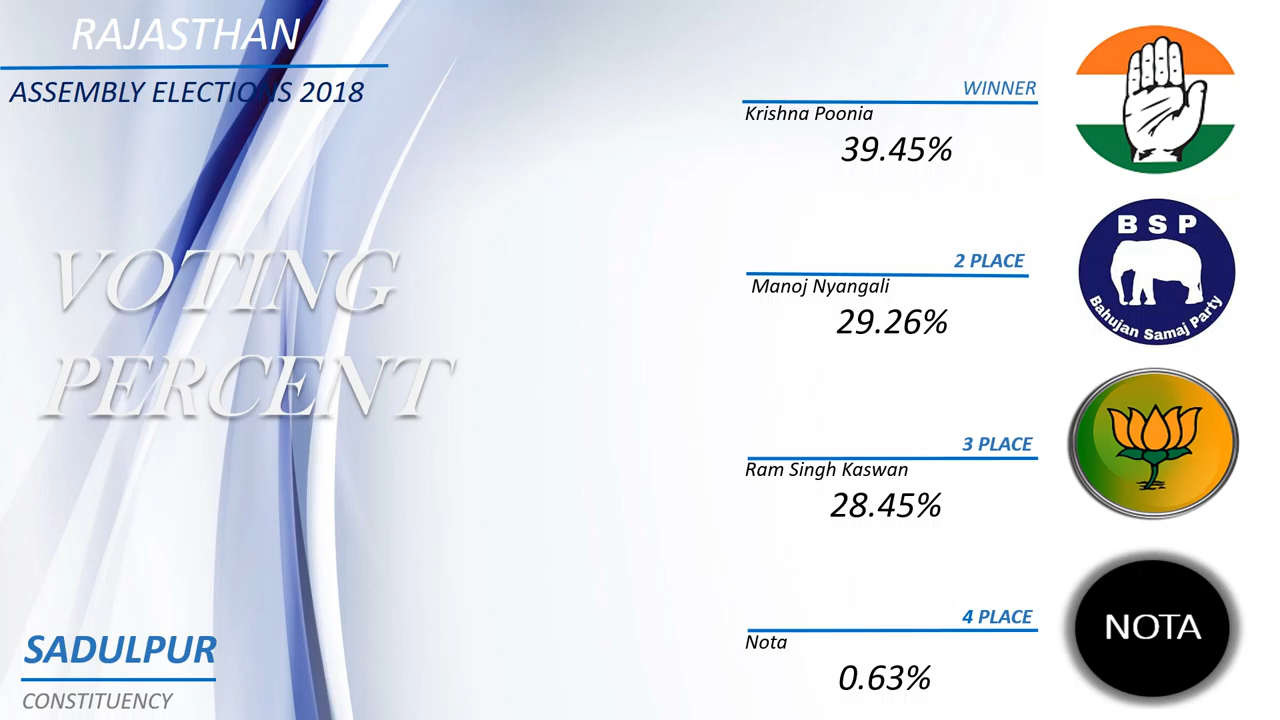 RAJASTHAN
ASSEMBLY ELECTIONS 2018
VOTING
PERCENT
SADULPUR
CONSTITUENCY
WINNER
Krishna Poonia
39.45%
2 PLACE
Manoj Nyangali
29.26%
BSP
Bahujan Samaj Party
3 PLACE
Ram Singh Kaswan
28.45%
4 PLACE
Nota
0.63%
NOTA